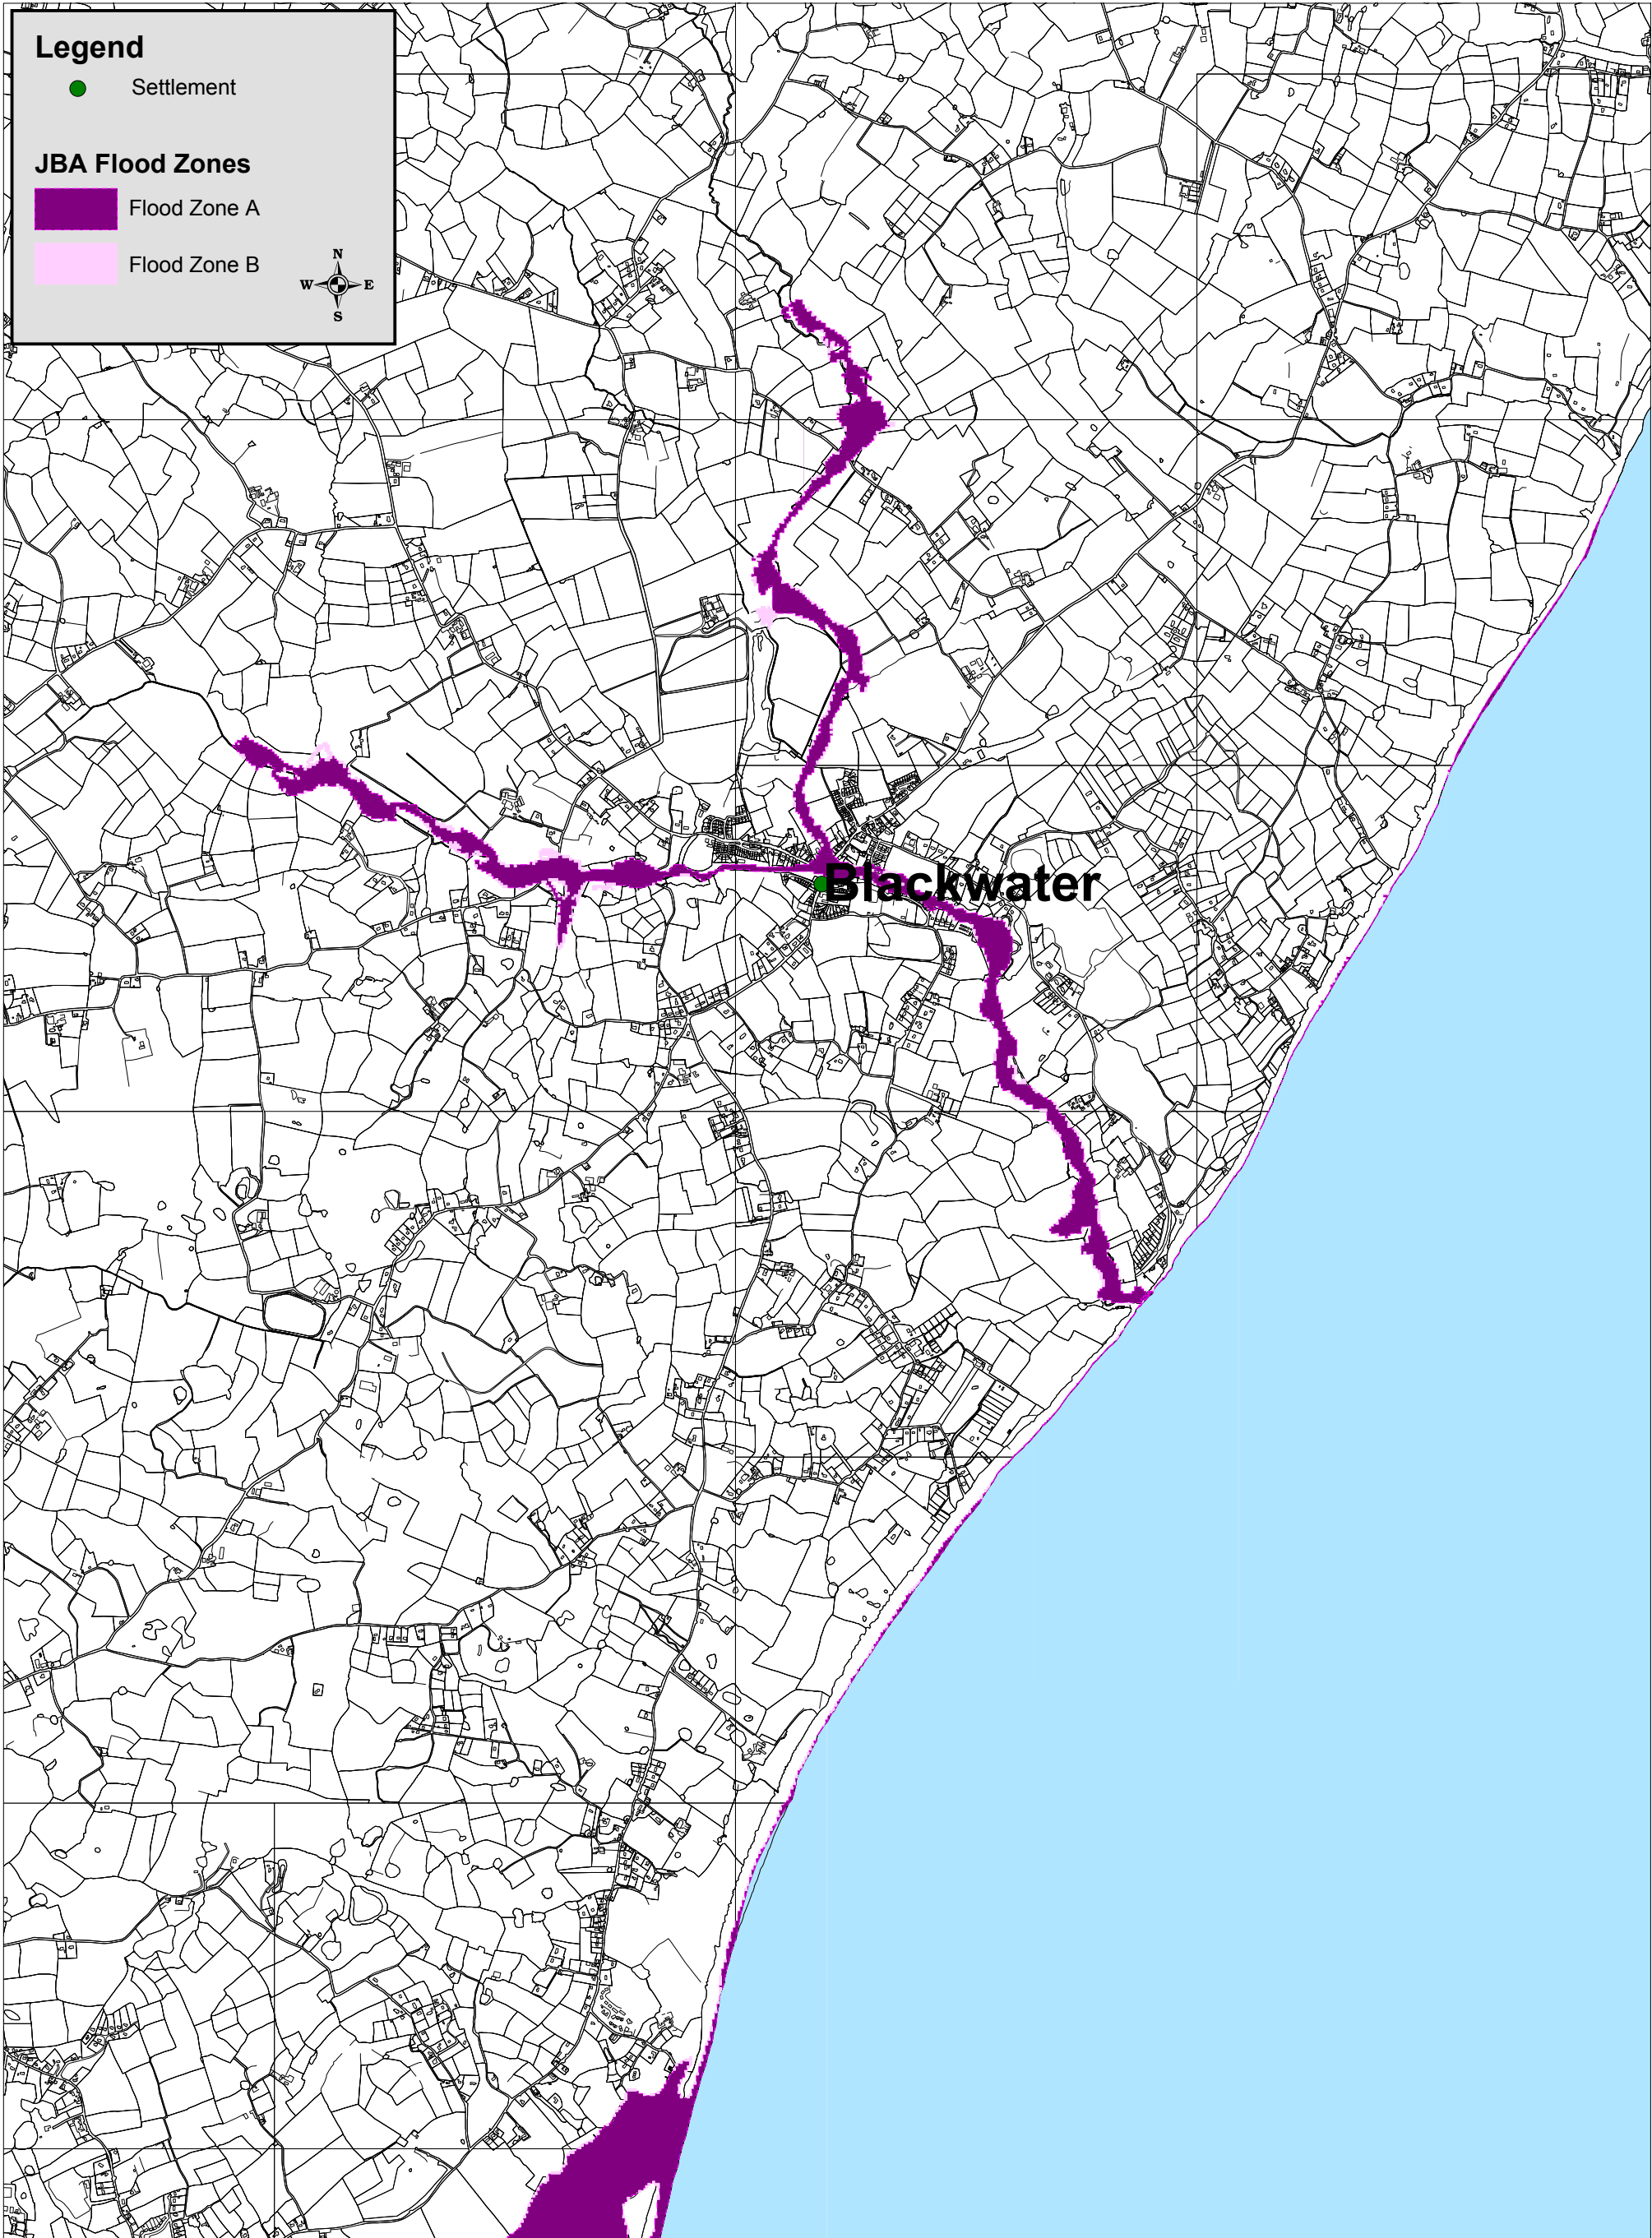 Legend
Settlement
JBA Flood Zones
Flood Zone A
Flood Zone B
N
W E
S
Blackwater